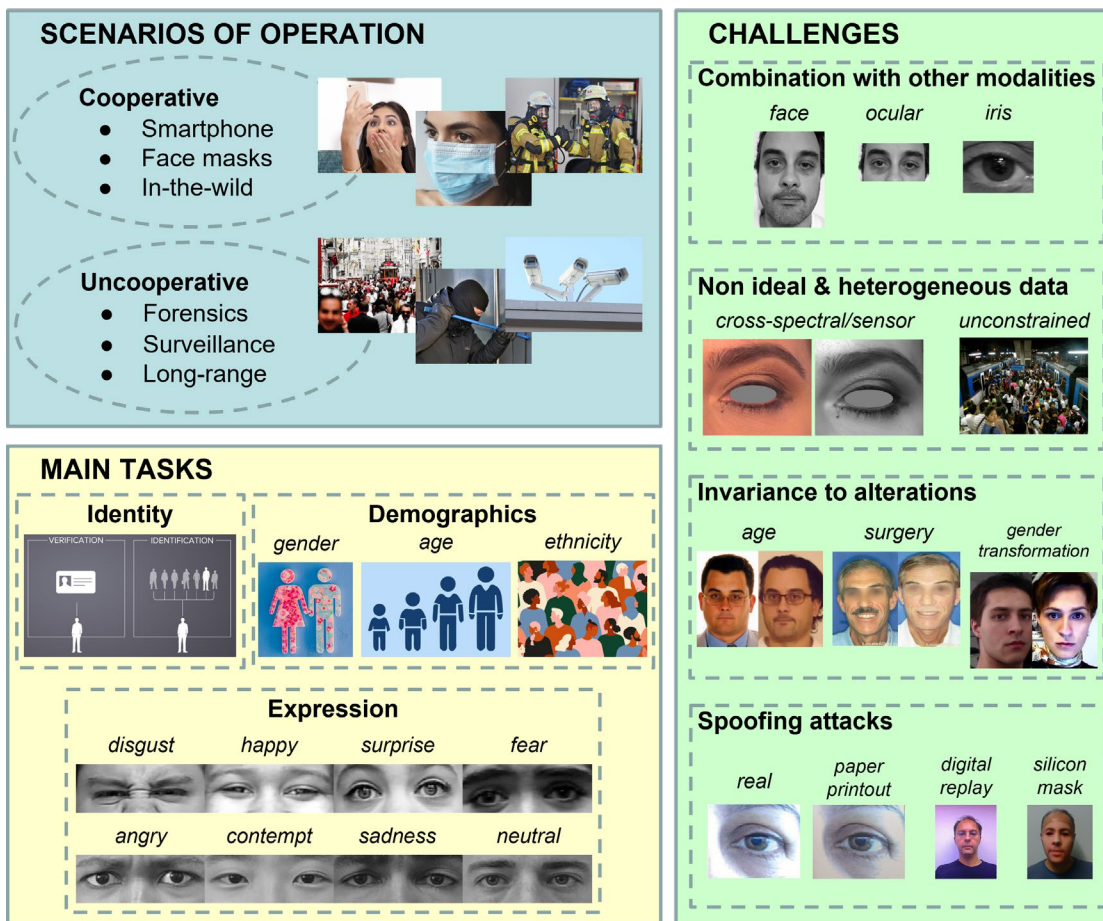 SCENARIOS OF OPERATION
Cooperative
● Smartphone
● Face masks
● In-the-wild
Uncooperative
● Forensics
● Surveillance
● Long-range
MAIN TASKS
Identity
VERIFICATION
IDENTIFICATION
Demographics
gender
age
ethnicity
Expression
disgust
happy
surprise
fear
angry
contempt
sadness
neutral
CHALLENGES
Combination with other modalities
face
ocular
iris
Non ideal & heterogeneous data
cross-spectral/sensor
unconstrained
Invariance to alterations
age
surgery
gender
transformation
Spoofing attacks
real
paper
printout
digital
replay
silicon
mask